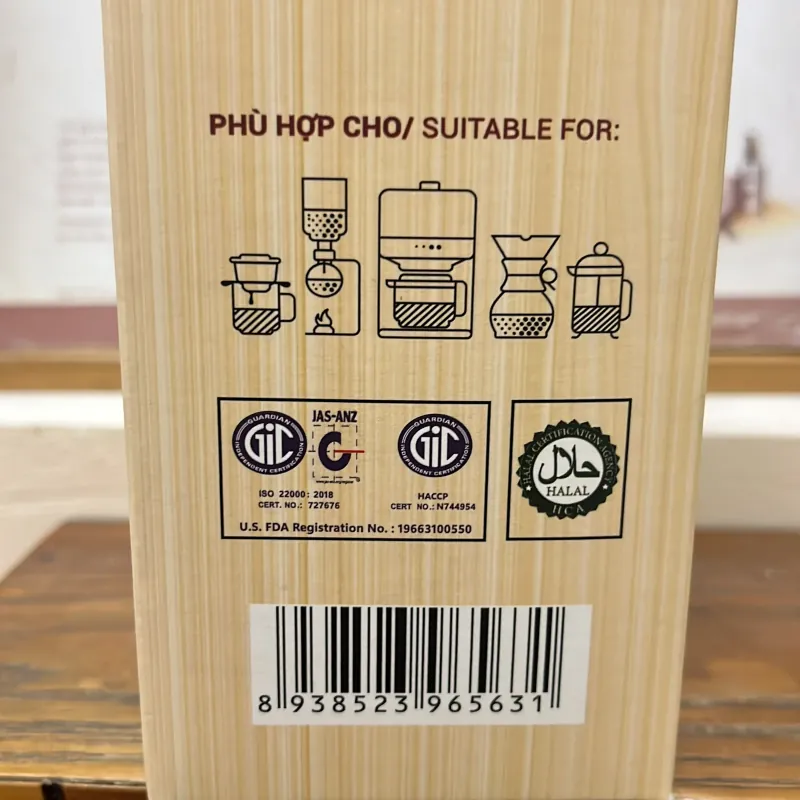 PHÙ HỢP CHO/ SUITABLE FOR:
GUARDIAN
GIC
INDEPENDENT CERTIFICATION
JAS-ANZ
GUARDIAN
GIC
INDEPENDENT CERTIFICATION
ISO 22000: 2018
CERT. NO.: 727676
HACCP
CERT NO.: N744954
U.S. FDA Registration No. : 19663100550
HALAL CERTIFICATION AGENCY
حلال
HALAL
HCA
8 938523 965631